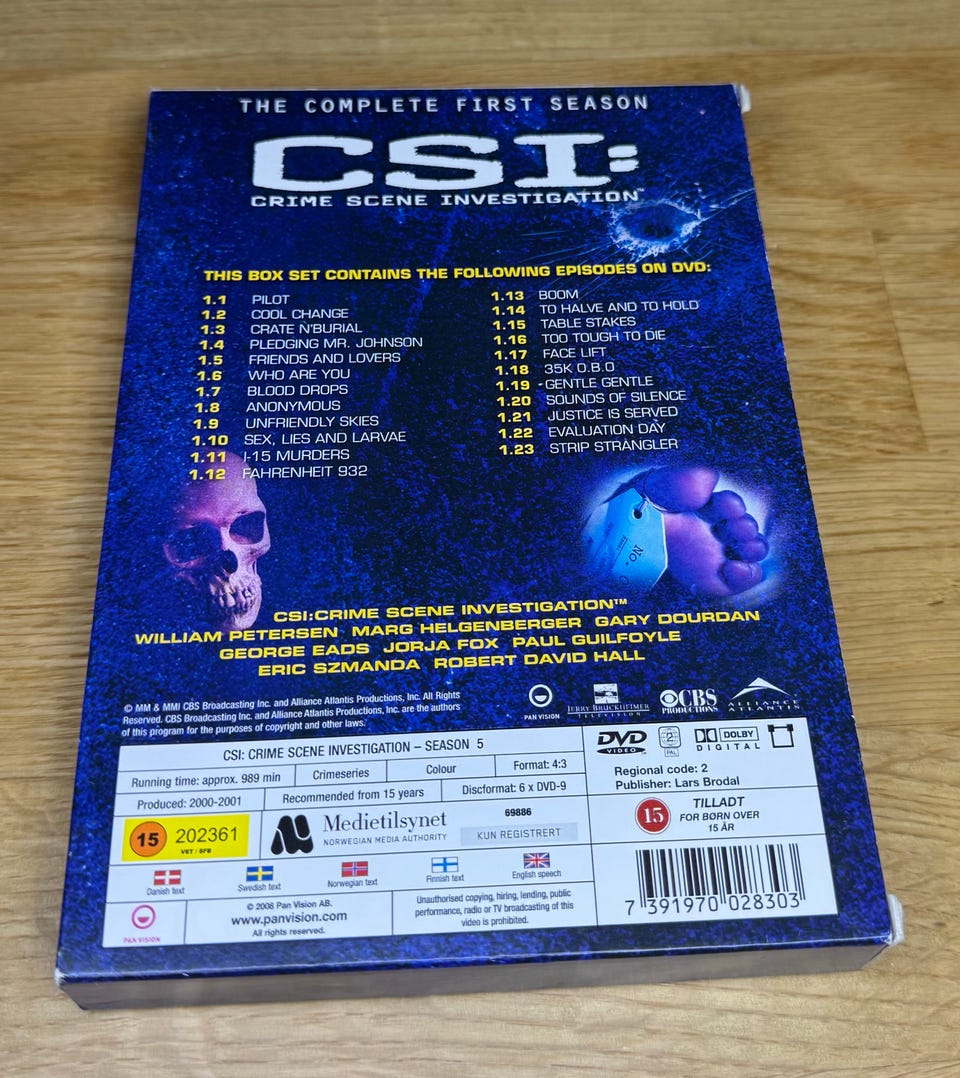 THE COMPLETE FIRST SEASON
CSI:
CRIME SCENE INVESTIGATION™
THIS BOX SET CONTAINS THE FOLLOWING EPISODES ON DVD:
1.1 PILOT
1.2 COOL CHANGE
1.3 CRATE N'BURIAL
1.4 PLEDGING MR. JOHNSON
1.5 FRIENDS AND LOVERS
1.6 WHO ARE YOU
1.7 BLOOD DROPS
1.8 ANONYMOUS
1.9 UNFRIENDLY SKIES
1.10 SEX, LIES AND LARVAE
1.11 I-15 MURDERS
1.12 FAHRENHEIT 932
1.13 BOOM
1.14 TO HALVE AND TO HOLD
1.15 TABLE STAKES
1.16 TOO TOUGH TO DIE
1.17 FACE LIFT
1.18 35K O.B.O
1.19 -GENTLE GENTLE
1.20 SOUNDS OF SILENCE
1.21 JUSTICE IS SERVED
1.22 EVALUATION DAY
1.23 STRIP STRANGLER
NO.
CSI:CRIME SCENE INVESTIGATION™
WILLIAM PETERSEN MARG HELGENBERGER GARY DOURDAN
GEORGE EADS JORJA FOX PAUL GUILFOYLE
ERIC SZMANDA ROBERT DAVID HALL
© MM & MMI CBS Broadcasting Inc. and Alliance Atlantis Productions, Inc. All Rights
Reserved. CBS Broadcasting Inc. and Alliance Atlantis Productions, Inc. are the authors
of this program for the purposes of copyright and other laws.
PAN VISION
JERRY BRUCKHEIMER
TELEVISION
CBS
PRODUCTIONS
ALLIANCE
ATLANTIS
CSI: CRIME SCENE INVESTIGATION – SEASON 5
Running time: approx. 989 min
Crimeseries
Colour
Format: 4:3
Produced: 2000-2001
Recommended from 15 years
Discformat: 6 x DVD-9
15 202361
VET / SFB
Medietilsynet
NORWEGIAN MEDIA AUTHORITY
69886
KUN REGISTRERT
Danish text
Swedish text
Norwegian text
Finnish text
English speech
PAN VISION
© 2008 Pan Vision AB.
www.panvision.com
All rights reserved.
Unauthorised copying, hiring, lending, public
performance, radio or TV broadcasting of this
video is prohibited.
DVD
VIDEO
2
PAL
DOLBY
DIGITAL
Regional code: 2
Publisher: Lars Brodal
15
TILLADT
FOR BØRN OVER
15 ÅR
7 391970 028303